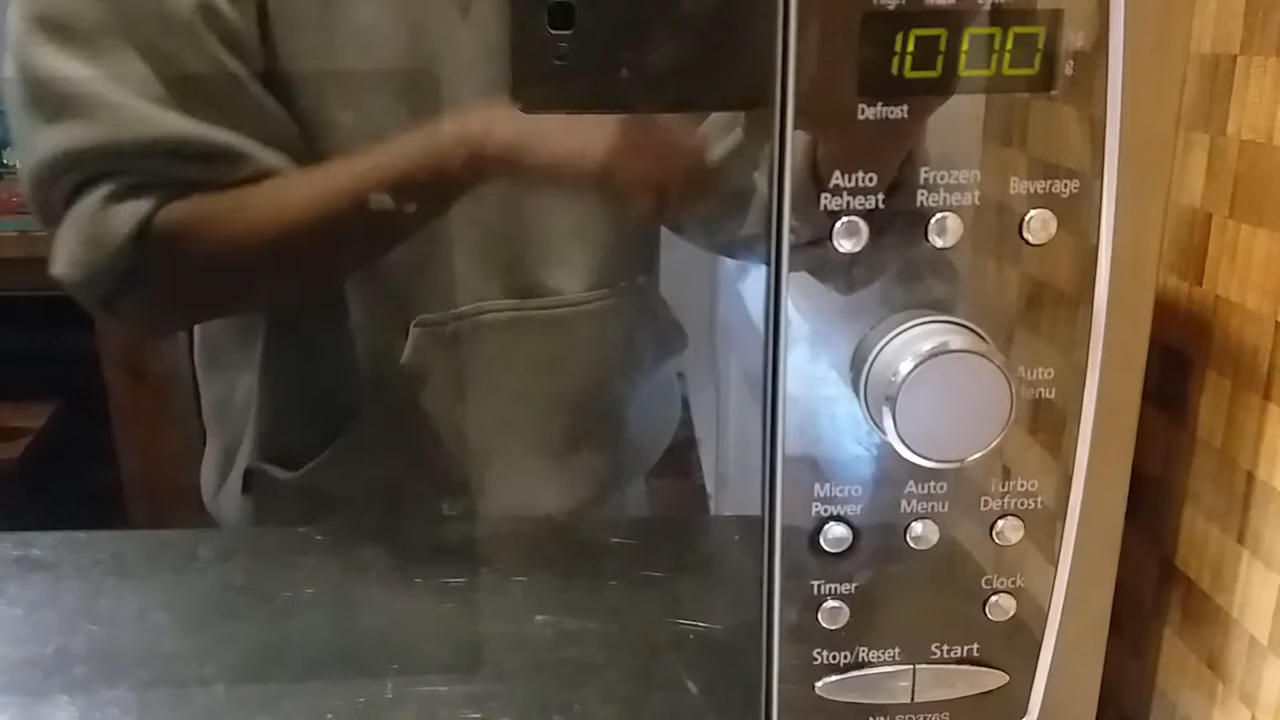 10 00
Defrost
Auto Reheat
Frozen Reheat
Beverage
Auto
Micro Power
Auto Menu
Turbo Defrost
Timer
Clock
Stop/Reset
Start